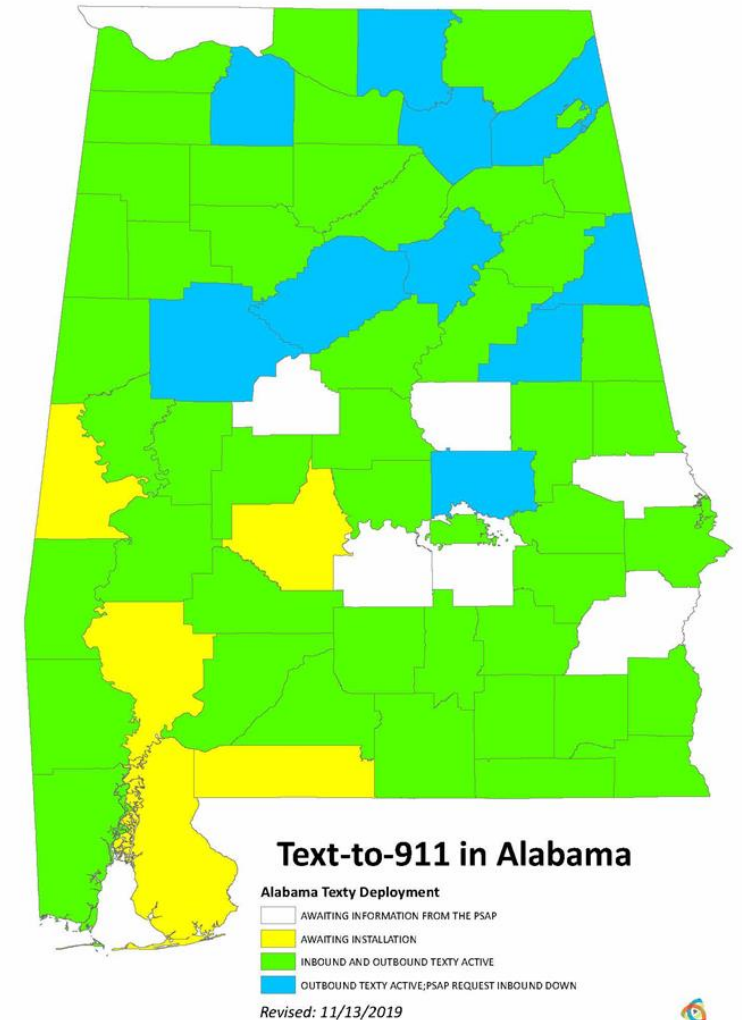 Text-to-911 in Alabama
Alabama Texty Deployment
AWAITING INFORMATION FROM THE PSAP
AWAITING INSTALLATION
INBOUND AND OUTBOUND TEXTY ACTIVE
OUTBOUND TEXTY ACTIVE;PSAP REQUEST INBOUND DOWN
Revised: 11/13/2019